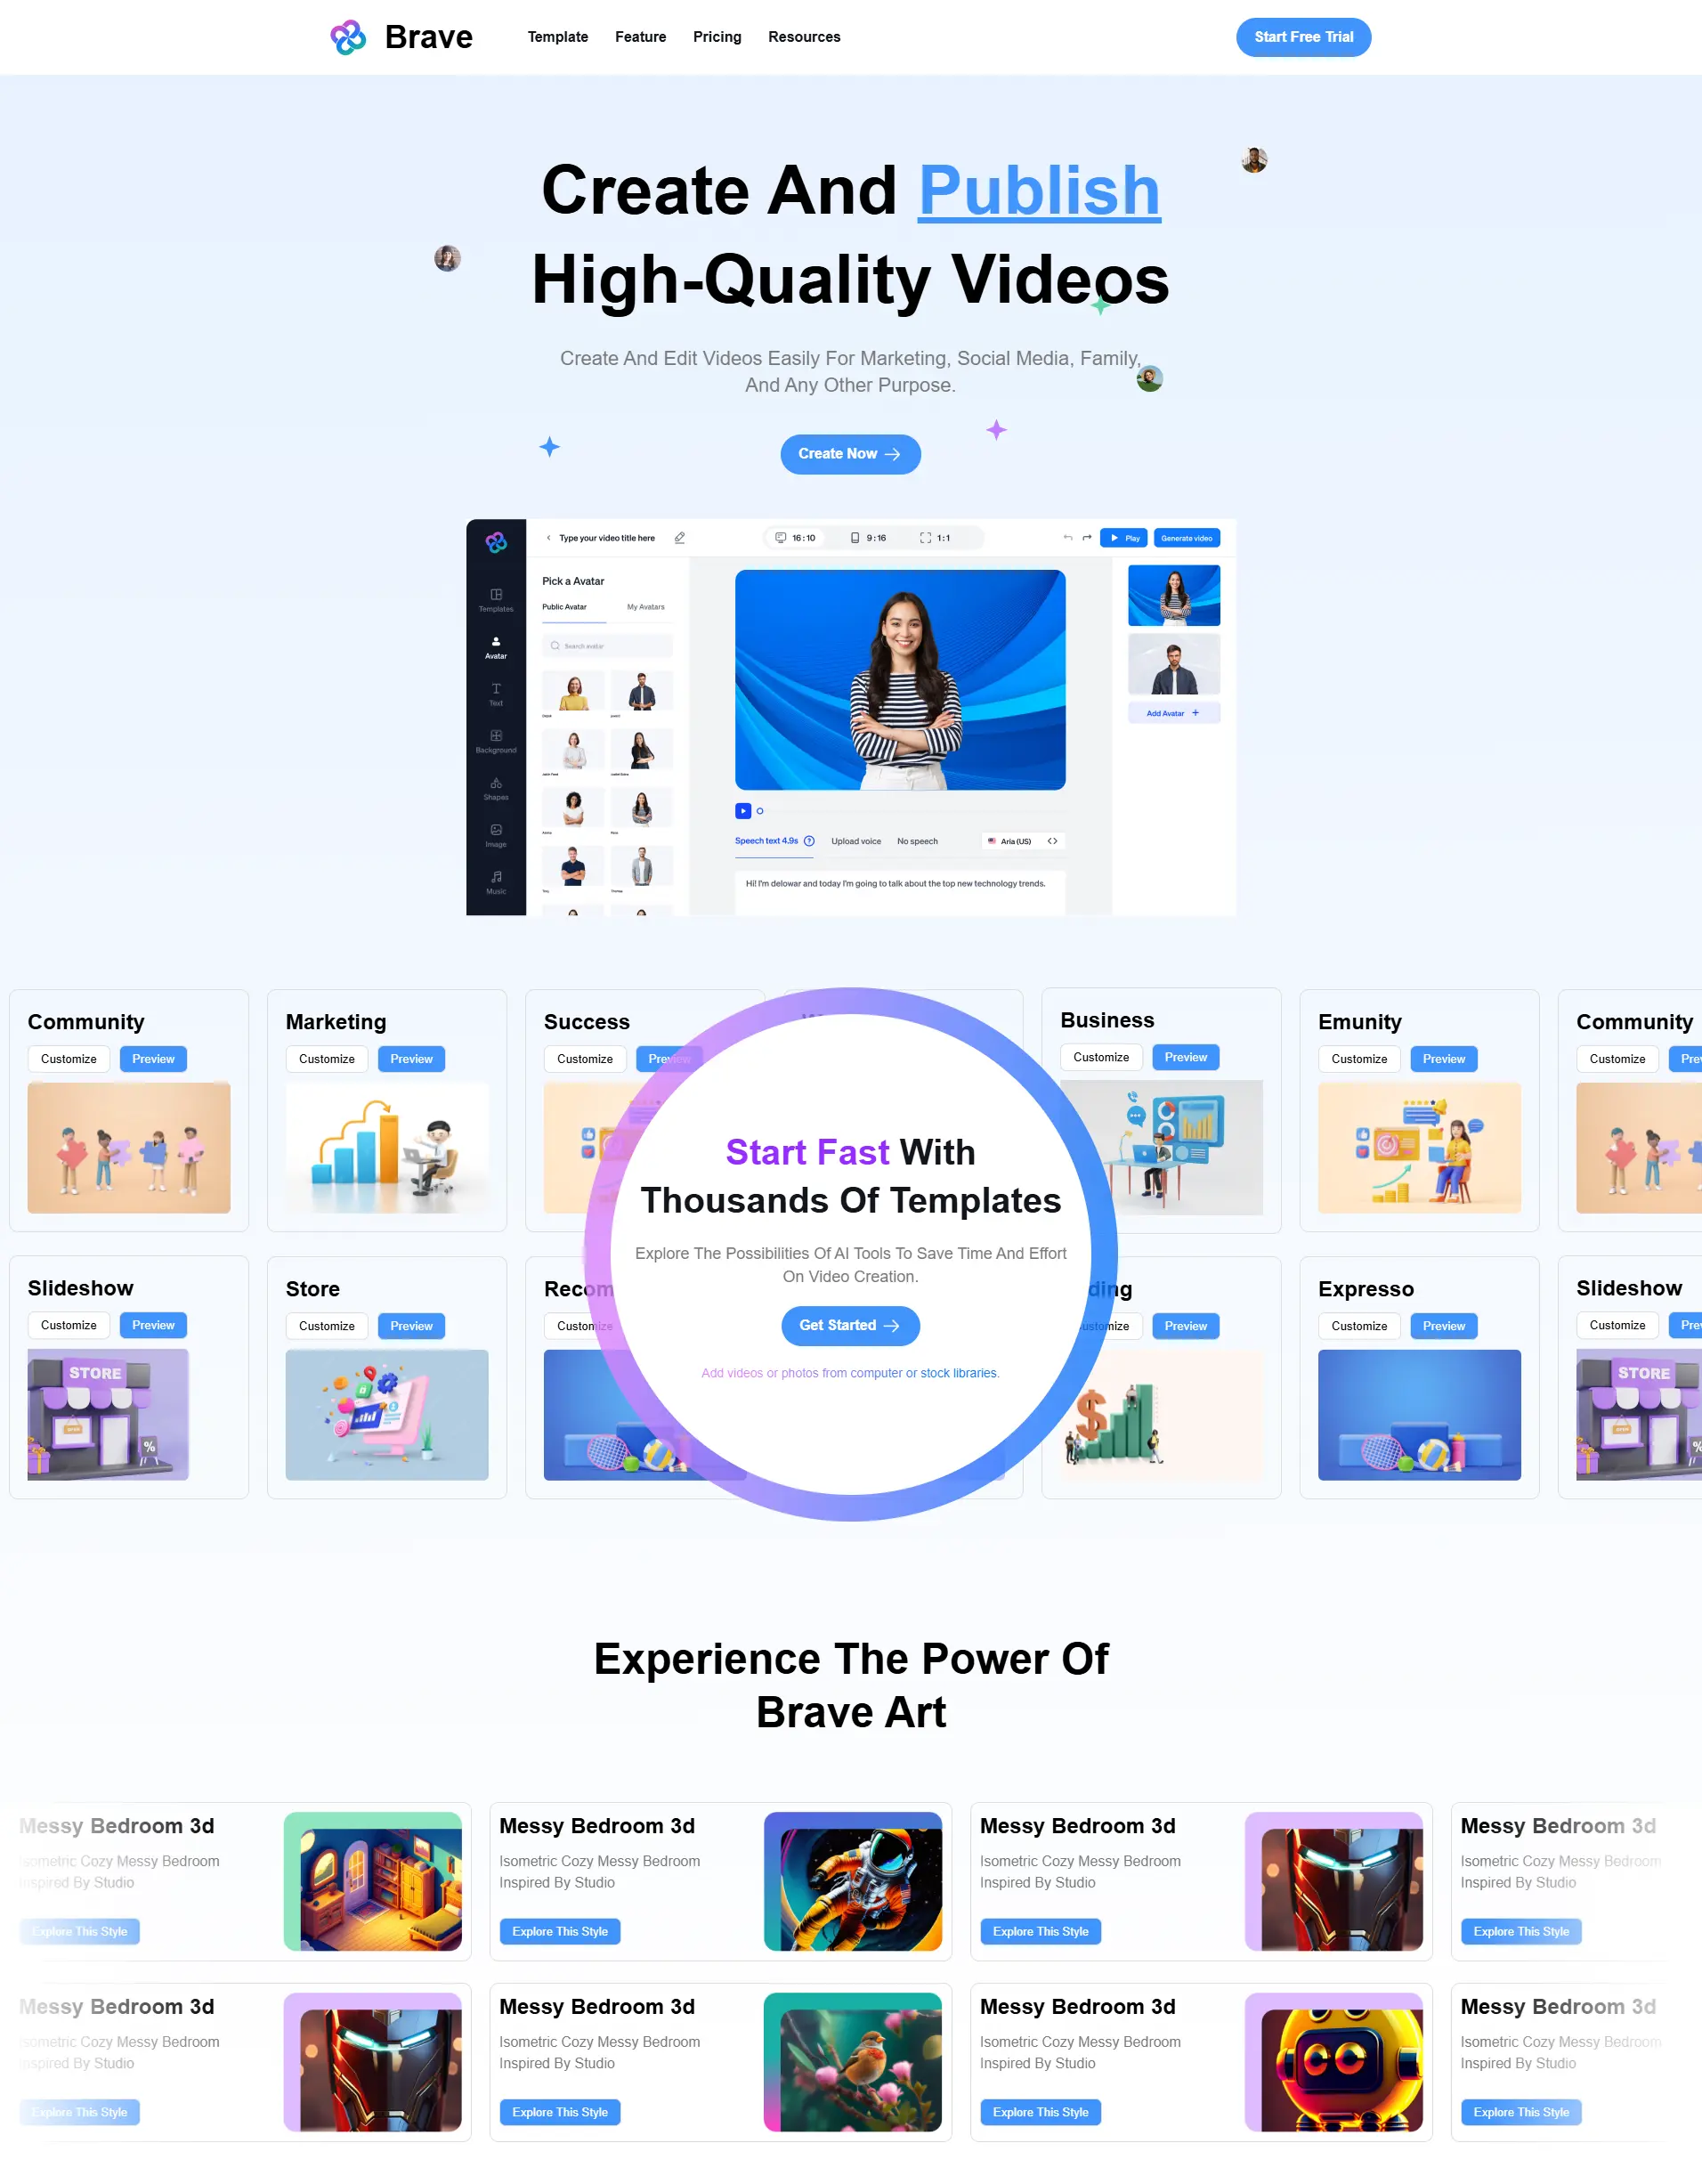 Brave
Template
Feature
Pricing
Resources
Start Free Trial
Create And Publish
High-Quality Videos
Create And Edit Videos Easily For Marketing, Social Media, Family,
And Any Other Purpose.
Create Now
Type your video title here
16:10
9:16
1:1
Play
Generate video
Templates
Avatar
Text
Background
Shapes
Image
Music
Pick a Avatar
Public Avatar
My Avatars
Search avatar
Add Avatar
Speech text 4.9s
Upload voice
No speech
Aria (US)
Hi! I'm delowar and today I'm going to talk about the top new technology trends.
Community
Customize
Preview
Marketing
Customize
Preview
Success
Customize
Preview
Business
Customize
Preview
Emunity
Customize
Preview
Community
Customize
Start Fast With
Thousands Of Templates
Explore The Possibilities Of AI Tools To Save Time And Effort
On Video Creation.
Get Started
Add videos or photos from computer or stock libraries.
Slideshow
Customize
Preview
STORE
OPEN
%
Store
Customize
Preview
Customize
Customize
Preview
Expresso
Customize
Preview
Slideshow
Customize
STORE
OPEN
Experience The Power Of
Brave Art
Messy Bedroom 3d
Isometric Cozy Messy Bedroom
Inspired By Studio
Explore This Style
Messy Bedroom 3d
Isometric Cozy Messy Bedroom
Inspired By Studio
Explore This Style
Messy Bedroom 3d
Isometric Cozy Messy Bedroom
Inspired By Studio
Explore This Style
Messy Bedroom 3d
Isometric Cozy Messy Bedroom
Inspired By Studio
Explore This Style
Messy Bedroom 3d
Isometric Cozy Messy Bedroom
Inspired By Studio
Explore This Style
Messy Bedroom 3d
Isometric Cozy Messy Bedroom
Inspired By Studio
Explore This Style
Messy Bedroom 3d
Isometric Cozy Messy Bedroom
Inspired By Studio
Explore This Style
Messy Bedroom 3d
Isometric Cozy Messy Bedroom
Inspired By Studio
Explore This Style